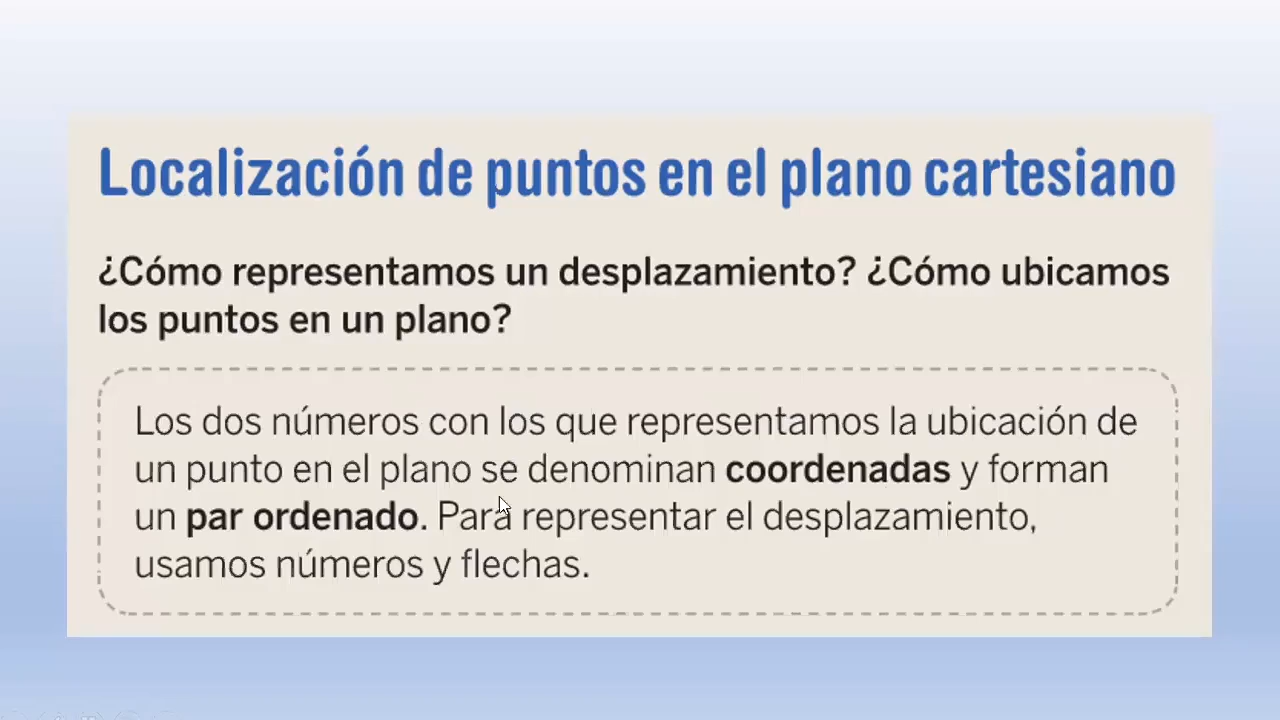 Localización de puntos en el plano cartesiano
¿Cómo representamos un desplazamiento? ¿Cómo ubicamos
los puntos en un plano?
Los dos números con los que representamos la ubicación de
un punto en el plano se denominan coordenadas y forman
un par ordenado. Para representar el desplazamiento,
usamos números y flechas.